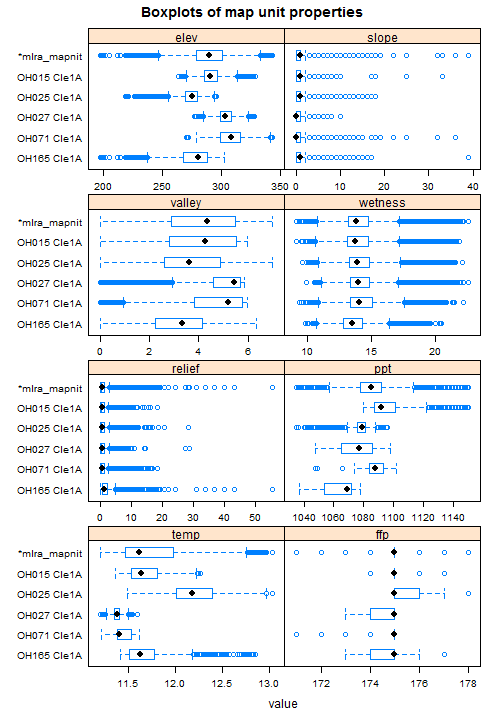 Boxplots of map unit properties
elev slope
*mlra_mapnit
OH015 Cle1A
OH025 Cle1A
OH027 Cle1A
OH071 Cle1A
OH165 Cle1A
200 250 300 350 0 10 20 30 40
valley wetness
*mlra_mapnit
OH015 Cle1A
OH025 Cle1A
OH027 Cle1A
OH071 Cle1A
OH165 Cle1A
0 2 4 6 10 15 20
relief ppt
*mlra_mapnit
OH015 Cle1A
OH025 Cle1A
OH027 Cle1A
OH071 Cle1A
OH165 Cle1A
0 10 20 30 40 50 1040 1060 1080 1100 1120 1140
temp ffp
*mlra_mapnit
OH015 Cle1A
OH025 Cle1A
OH027 Cle1A
OH071 Cle1A
OH165 Cle1A
11.5 12.0 12.5 13.0 172 174 176 178
value